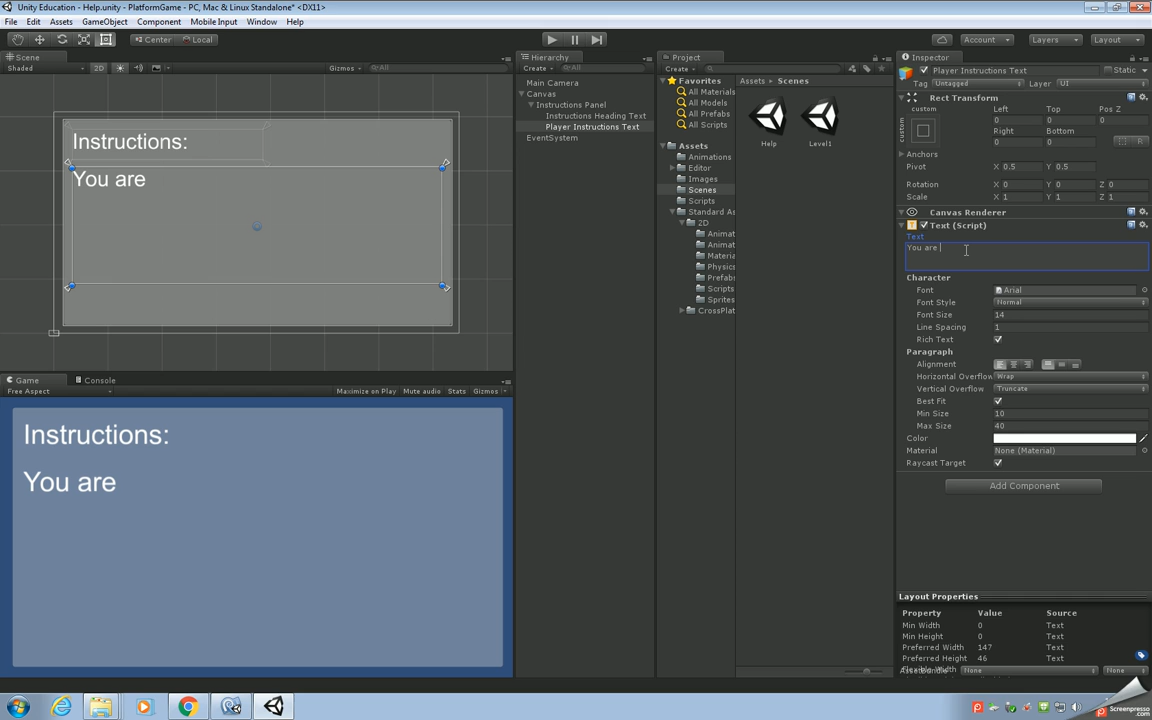 Unity Education - Help.unity - PlatformGame - PC, Mac & Linux Standalone* <DX11>
File Edit Assets GameObject Component Mobile Input Window Help
Center Local Account Layers Layout
Scene
Shaded 2D Gizmos All
Instructions:
You are
Game Console
Free Aspect Maximize on Play Mute audio Stats Gizmos
Instructions:
You are
Hierarchy
Create All
Main Camera
Canvas
Instructions Panel
Instructions Heading Text
Player Instructions Text
EventSystem
Project
Create
Favorites
All Materials
All Models
All Prefabs
All Scripts
Assets
Animations
Editor
Images
Scenes
Scripts
Standard As
2D
Animat
Animat
Materia
Physics
Prefabs
Scripts
Sprites
CrossPlat
Assets Scenes
Help Level1
Inspector
Player Instructions Text Static
Tag Untagged Layer UI
Rect Transform
custom Left Top Pos Z
custom
0 0 0
Right Bottom
0 0 R
Anchors
Pivot X 0.5 Y 0.5
Rotation X 0 Y 0 Z 0
Scale X 1 Y 1 Z 1
Canvas Renderer
Text (Script)
Text
You are
Character
Font Arial
Font Style Normal
Font Size 14
Line Spacing 1
Rich Text
Paragraph
Alignment
Horizontal Overflow Wrap
Vertical Overflow Truncate
Best Fit
Min Size 10
Max Size 40
Color
Material None (Material)
Raycast Target
Add Component
Layout Properties
Property Value Source
Min Width 0 Text
Min Height 0 Text
Preferred Width 147 Text
Preferred Height 46 Text
None None
Screenpresso.com